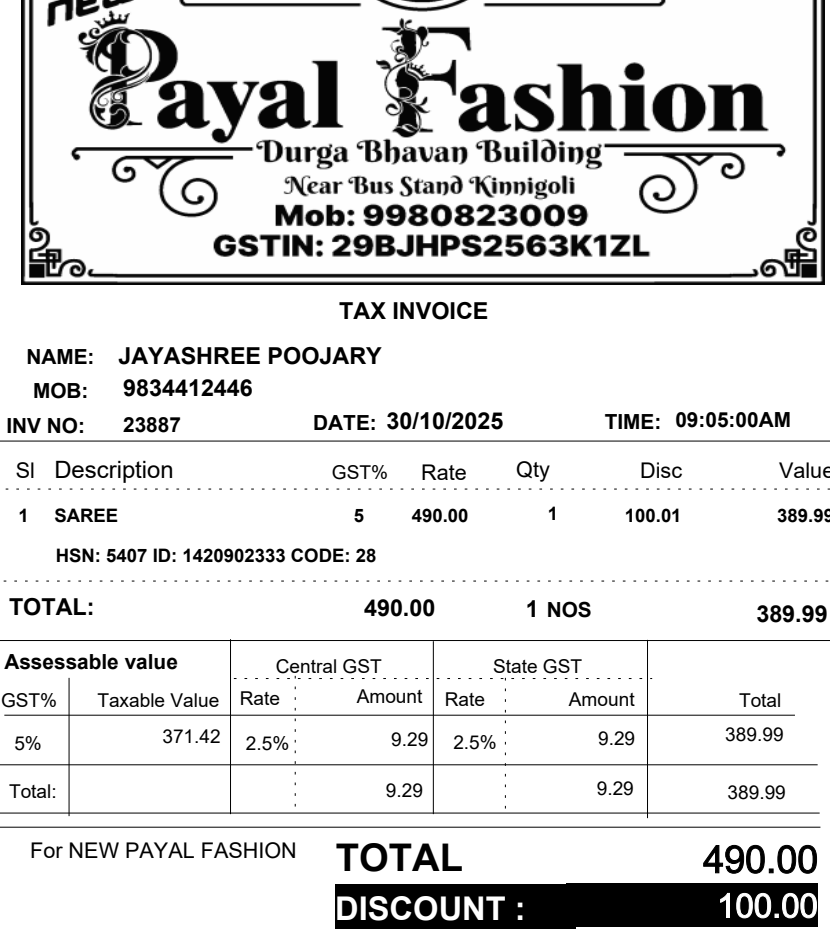 new
Payal Fashion
Durga Bhavan Building
Near Bus Stand Kinnigoli
Mob: 9980823009
GSTIN: 29BJHPS2563K1ZL
TAX INVOICE
NAME: JAYASHREE POOJARY
MOB: 9834412446
INV NO: 23887 DATE: 30/10/2025 TIME: 09:05:00AM
Sl Description GST% Rate Qty Disc Value
1 SAREE 5 490.00 1 100.01 389.99
HSN: 5407 ID: 1420902333 CODE: 28
TOTAL: 490.00 1 NOS 389.99
Assessable value Central GST State GST
GST% Taxable Value Rate Amount Rate Amount Total
5% 371.42 2.5% 9.29 2.5% 9.29 389.99
Total: 9.29 9.29 389.99
For NEW PAYAL FASHION TOTAL 490.00
DISCOUNT : 100.00